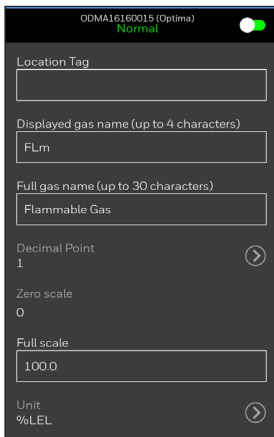 ODMA16160015 (Optima)
Normal
Location Tag
Displayed gas name (up to 4 characters)
FLm
Full gas name (up to 30 characters)
Flammable Gas
Decimal Point
1
Zero scale
0
Full scale
100.0
Unit
%LEL